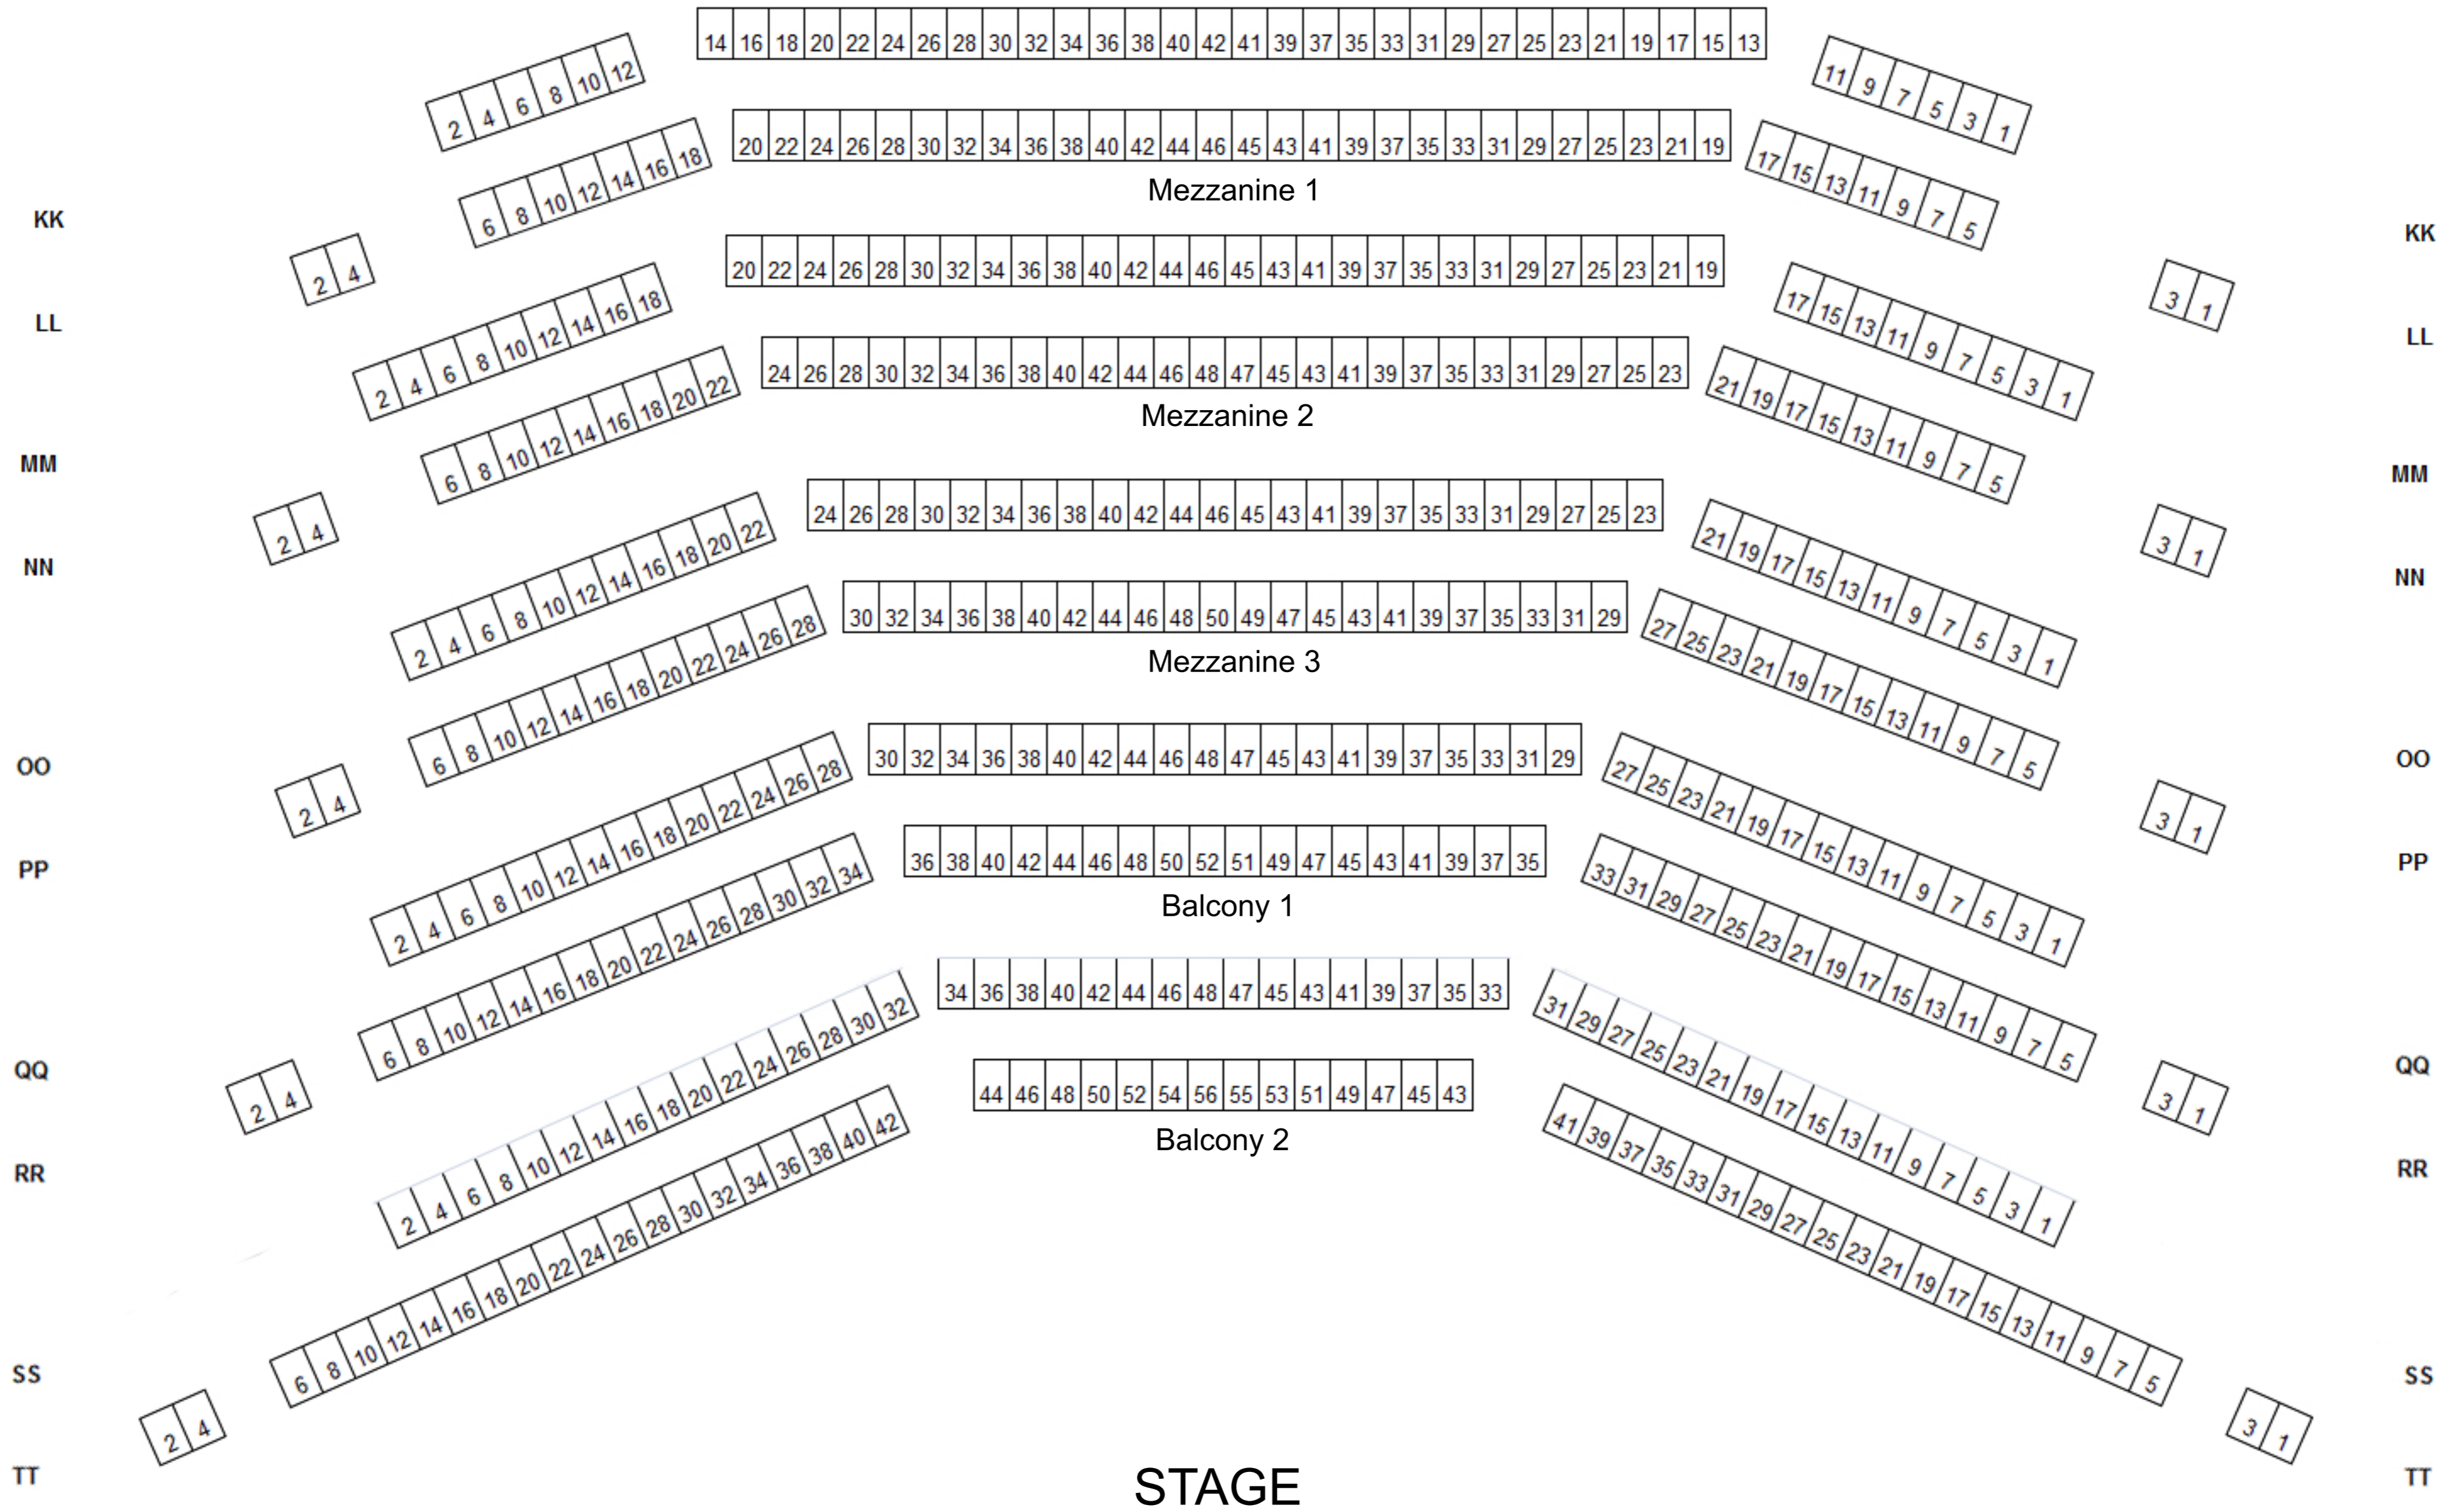 14 16 18 20 22 24 26 28 30 32 34 36 38 40 42 41 39 37 35 33 31 29 27 25 23 21 19 17 15 13
2 4 6 8 10 12
11 9 7 5 3 1
20 22 24 26 28 30 32 34 36 38 40 42 44 46 45 43 41 39 37 35 33 31 29 27 25 23 21 19
6 8 10 12 14 16 18
17 15 13 11 9 7 5
Mezzanine 1
KK
KK
2 4
3 1
20 22 24 26 28 30 32 34 36 38 40 42 44 46 45 43 41 39 37 35 33 31 29 27 25 23 21 19
2 4 6 8 10 12 14 16 18
17 15 13 11 9 7 5 3 1
LL
LL
24 26 28 30 32 34 36 38 40 42 44 46 48 47 45 43 41 39 37 35 33 31 29 27 25 23
6 8 10 12 14 16 18 20 22
21 19 17 15 13 11 9 7 5
Mezzanine 2
MM
MM
2 4
3 1
24 26 28 30 32 34 36 38 40 42 44 46 45 43 41 39 37 35 33 31 29 27 25 23
2 4 6 8 10 12 14 16 18 20 22
21 19 17 15 13 11 9 7 5 3 1
NN
NN
30 32 34 36 38 40 42 44 46 48 50 49 47 45 43 41 39 37 35 33 31 29
6 8 10 12 14 16 18 20 22 24 26 28
27 25 23 21 19 17 15 13 11 9 7 5
Mezzanine 3
OO
OO
2 4
3 1
30 32 34 36 38 40 42 44 46 48 47 45 43 41 39 37 35 33 31 29
2 4 6 8 10 12 14 16 18 20 22 24 26 28
27 25 23 21 19 17 15 13 11 9 7 5 3 1
PP
PP
36 38 40 42 44 46 48 50 52 51 49 47 45 43 41 39 37 35
6 8 10 12 14 16 18 20 22 24 26 28 30 32 34
33 31 29 27 25 23 21 19 17 15 13 11 9 7 5
Balcony 1
QQ
QQ
2 4
3 1
34 36 38 40 42 44 46 48 47 45 43 41 39 37 35 33
2 4 6 8 10 12 14 16 18 20 22 24 26 28 30 32
31 29 27 25 23 21 19 17 15 13 11 9 7 5 3 1
RR
RR
44 46 48 50 52 54 56 55 53 51 49 47 45 43
6 8 10 12 14 16 18 20 22 24 26 28 30 32 34 36 38 40 42
41 39 37 35 33 31 29 27 25 23 21 19 17 15 13 11 9 7 5
Balcony 2
SS
SS
2 4
3 1
TT
TT
STAGE